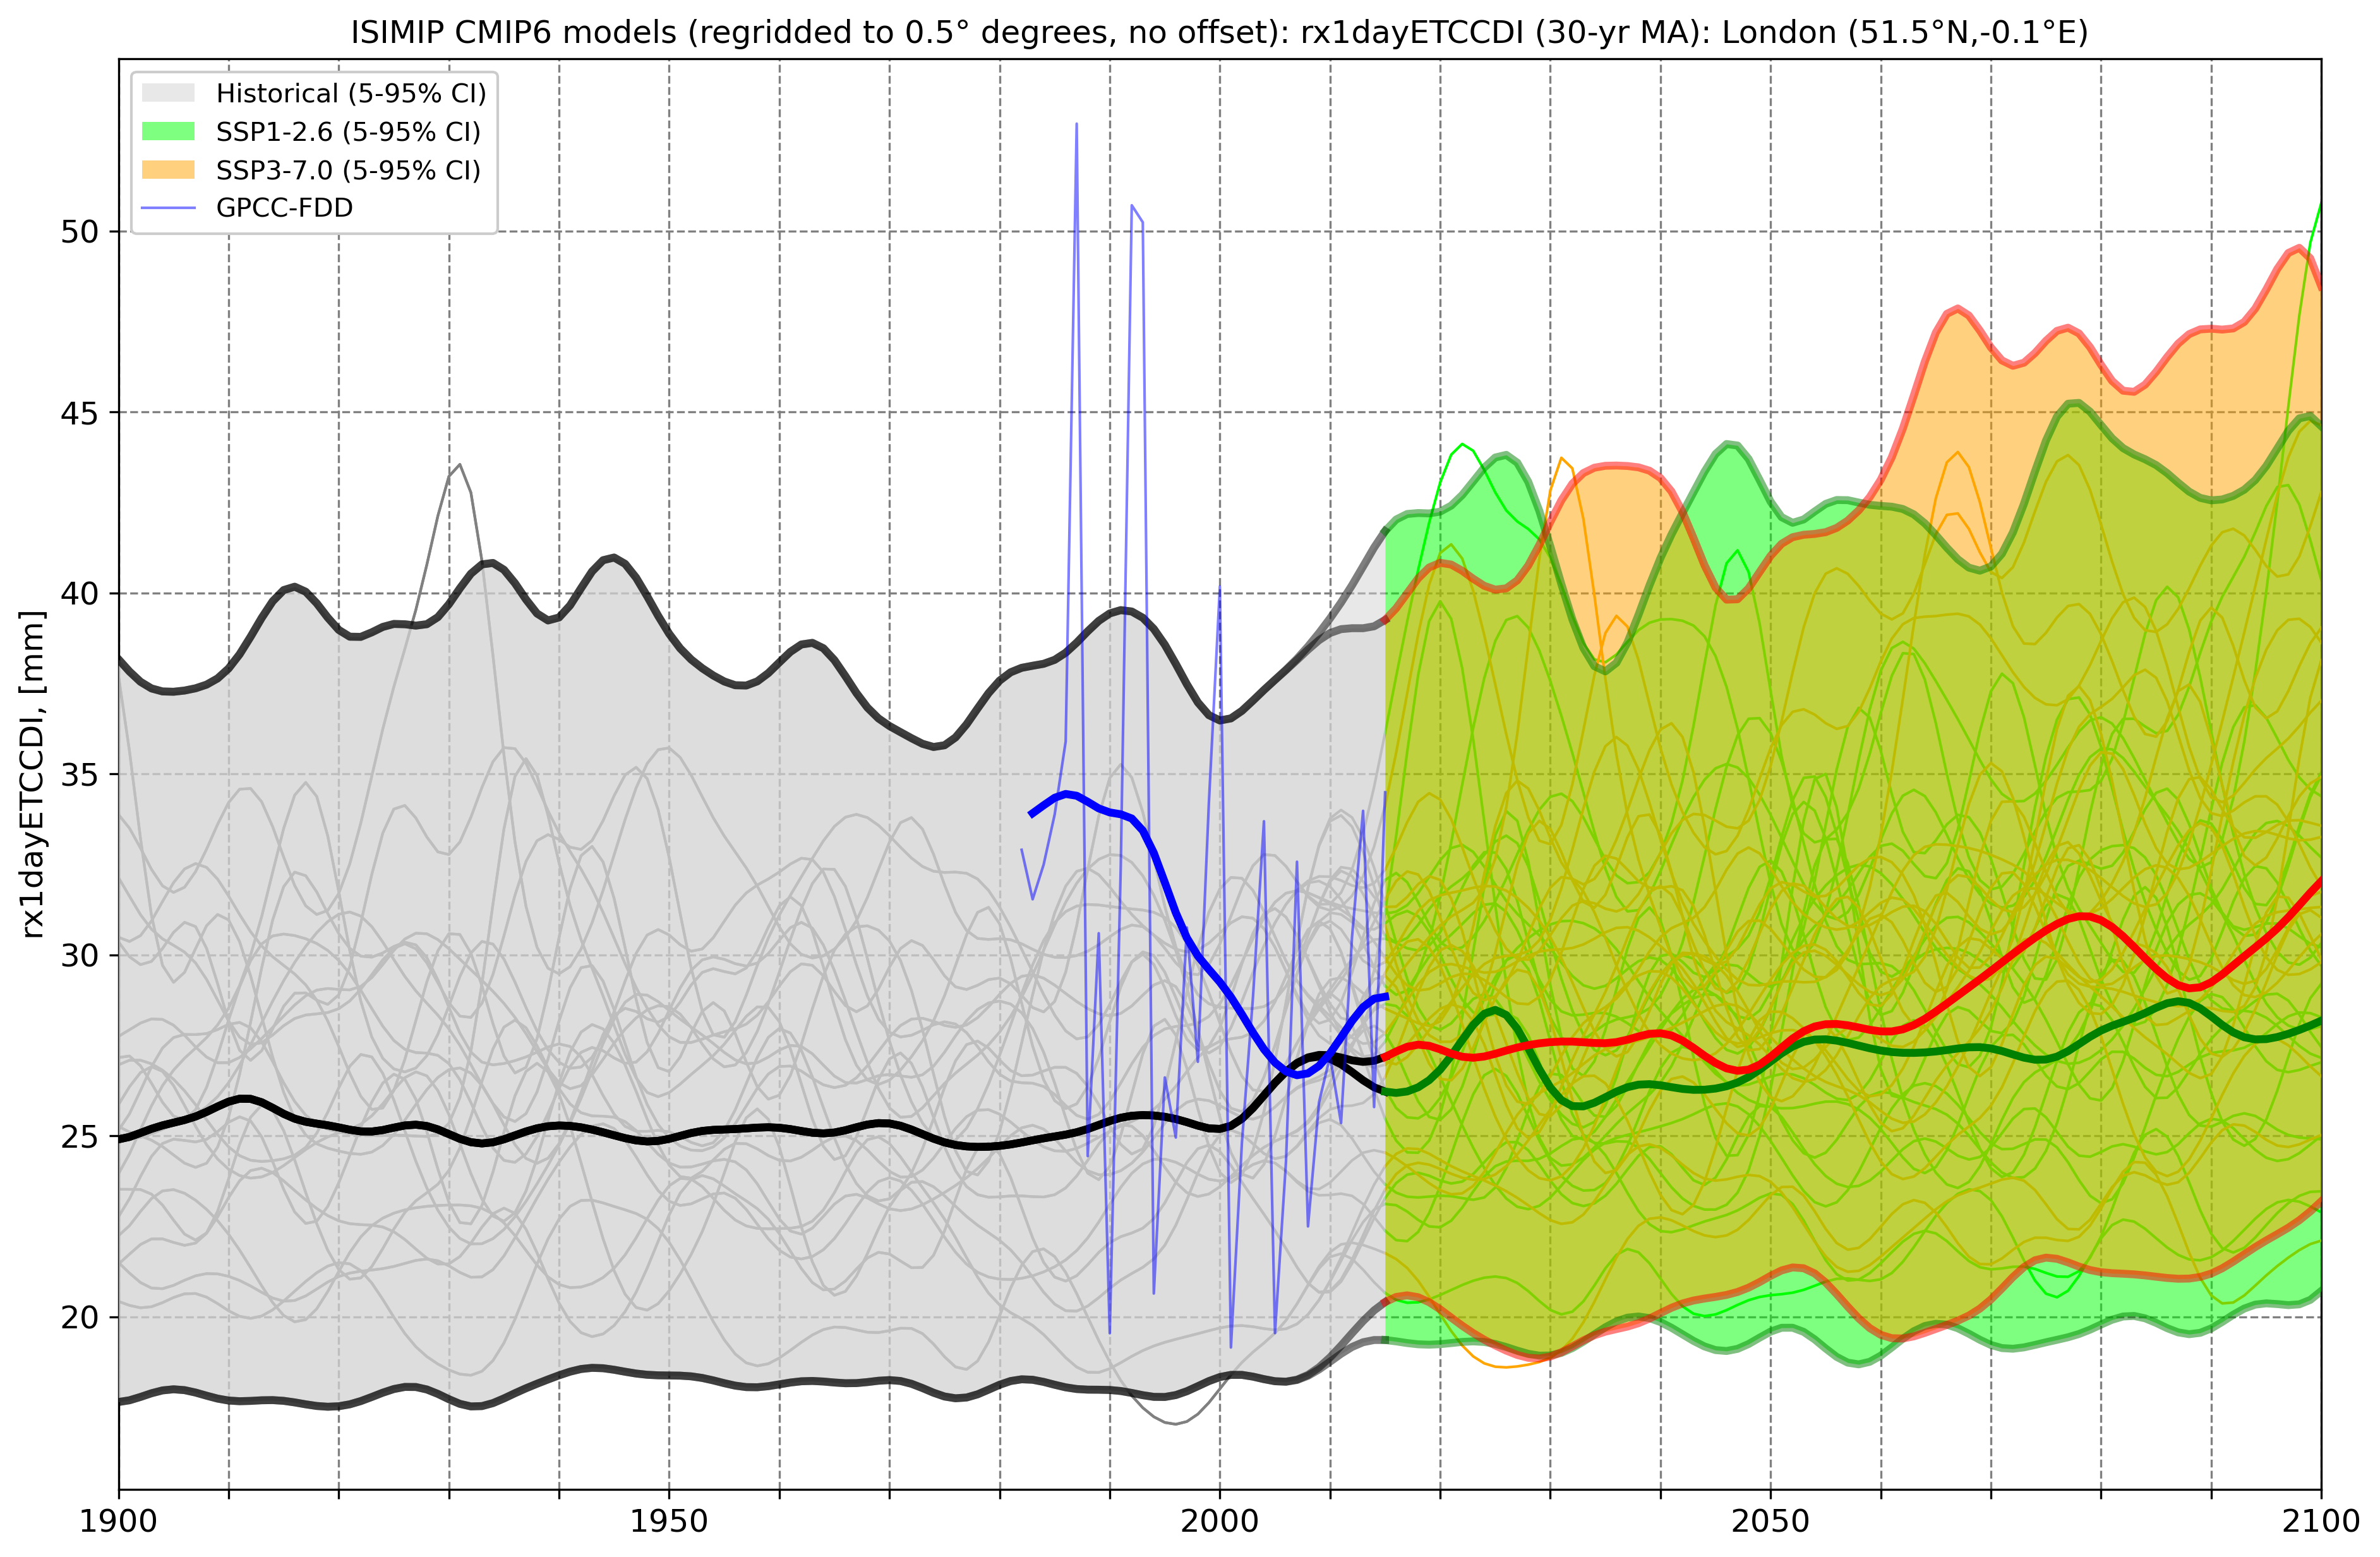 ISIMIP CMIP6 models (regridded to 0.5° degrees, no offset): rx1dayETCCDI (30-yr MA): London (51.5°N,-0.1°E)
Historical (5-95% CI)
SSP1-2.6 (5-95% CI)
SSP3-7.0 (5-95% CI)
GPCC-FDD
rx1dayETCCDI, [mm]
50
45
40
35
30
25
20
1900
1950
2000
2050
2100